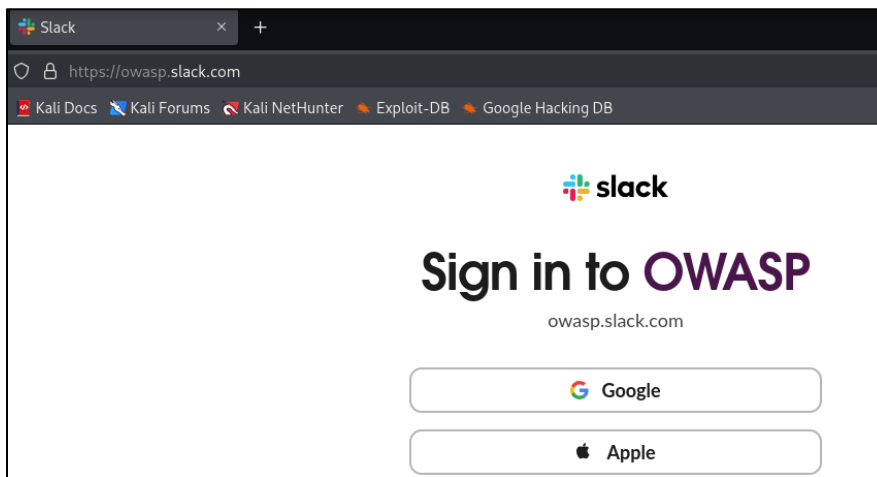 Slack × +
https://owasp.slack.com
Kali Docs Kali Forums Kali NetHunter Exploit-DB Google Hacking DB
slack
Sign in to OWASP
owasp.slack.com
Google
Apple